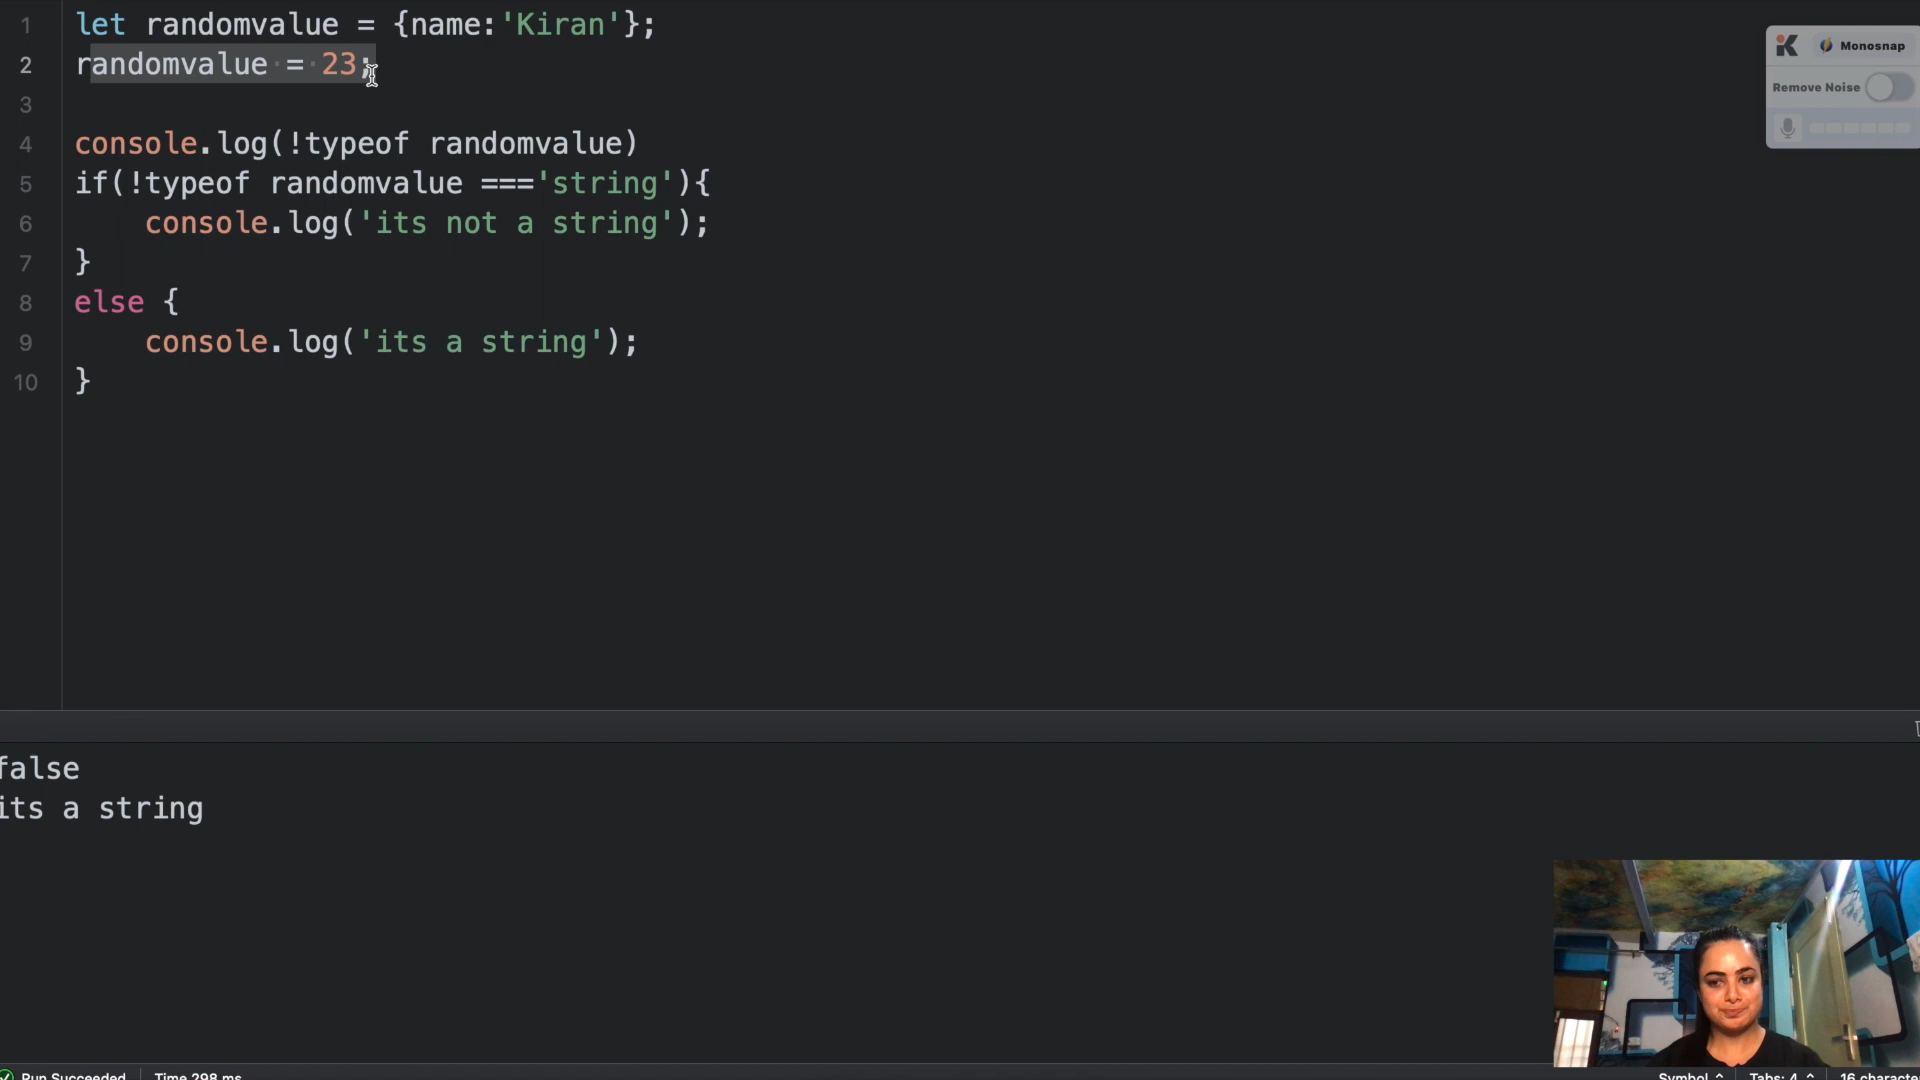 1 let randomvalue = {name:'Kiran'};
2 randomvalue = 23;
3
4 console.log(!typeof randomvalue)
5 if(!typeof randomvalue ==='string'){
6 console.log('its not a string');
7 }
8 else {
9 console.log('its a string');
10 }
Monosnap
Remove Noise
false
its a string
Run Succeeded Time 298 ms Symbol Tabs: 4 16